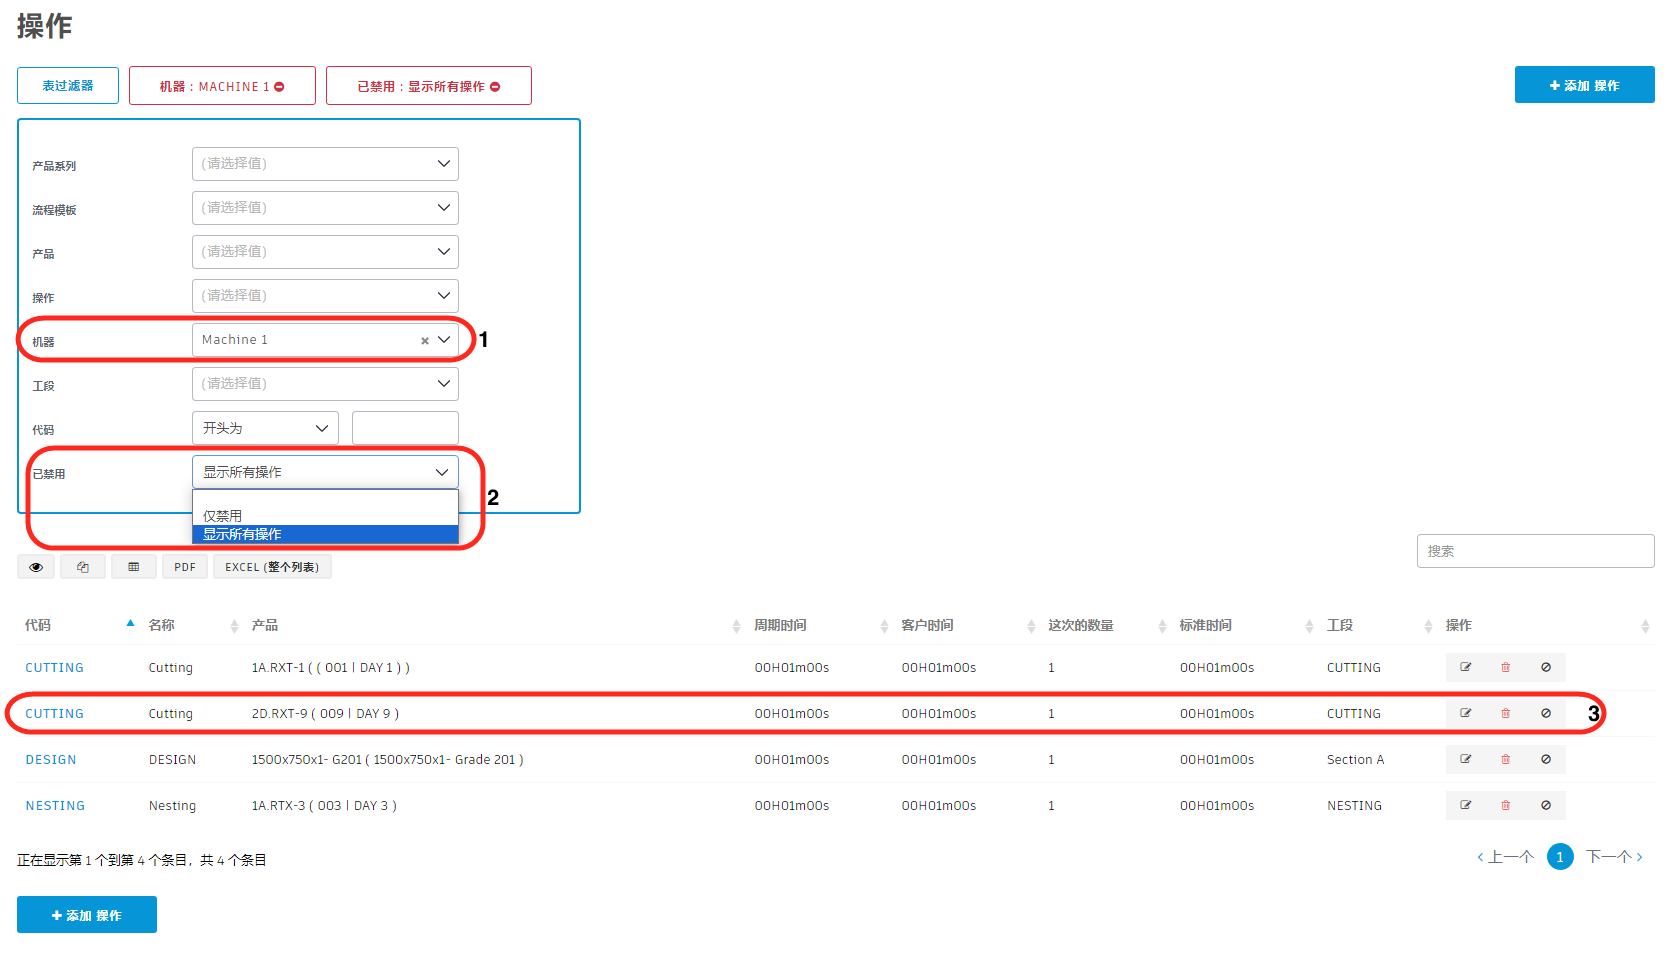 操作
表过滤器 机器 : MACHINE 1 已禁用 : 显示所有操作 添加 操作
产品系列 (请选择值)
流程模板 (请选择值)
产品 (请选择值)
操作 (请选择值)
机器 Machine 1 1
工段 (请选择值)
代码 开头为
已禁用 显示所有操作
2
仅禁用
显示所有操作
搜索
PDF EXCEL (整个列表)
代码 名称 产品 周期时间 客户时间 这次的数量 标准时间 工段 操作
CUTTING Cutting 1A.RXT-1 ( ( 001 | DAY 1 ) ) 00H01m00s 00H01m00s 1 00H01m00s CUTTING
CUTTING Cutting 2D.RXT-9 ( 009 | DAY 9 ) 00H01m00s 00H01m00s 1 00H01m00s CUTTING 3
DESIGN DESIGN 1500x750x1- G201 ( 1500x750x1- Grade 201 ) 00H01m00s 00H01m00s 1 00H01m00s Section A
NESTING Nesting 1A.RTX-3 ( 003 | DAY 3 ) 00H01m00s 00H01m00s 1 00H01m00s NESTING
正在显示第 1 个到第 4 个条目，共 4 个条目 ‹ 上一个 1 下一个 ›
添加 操作